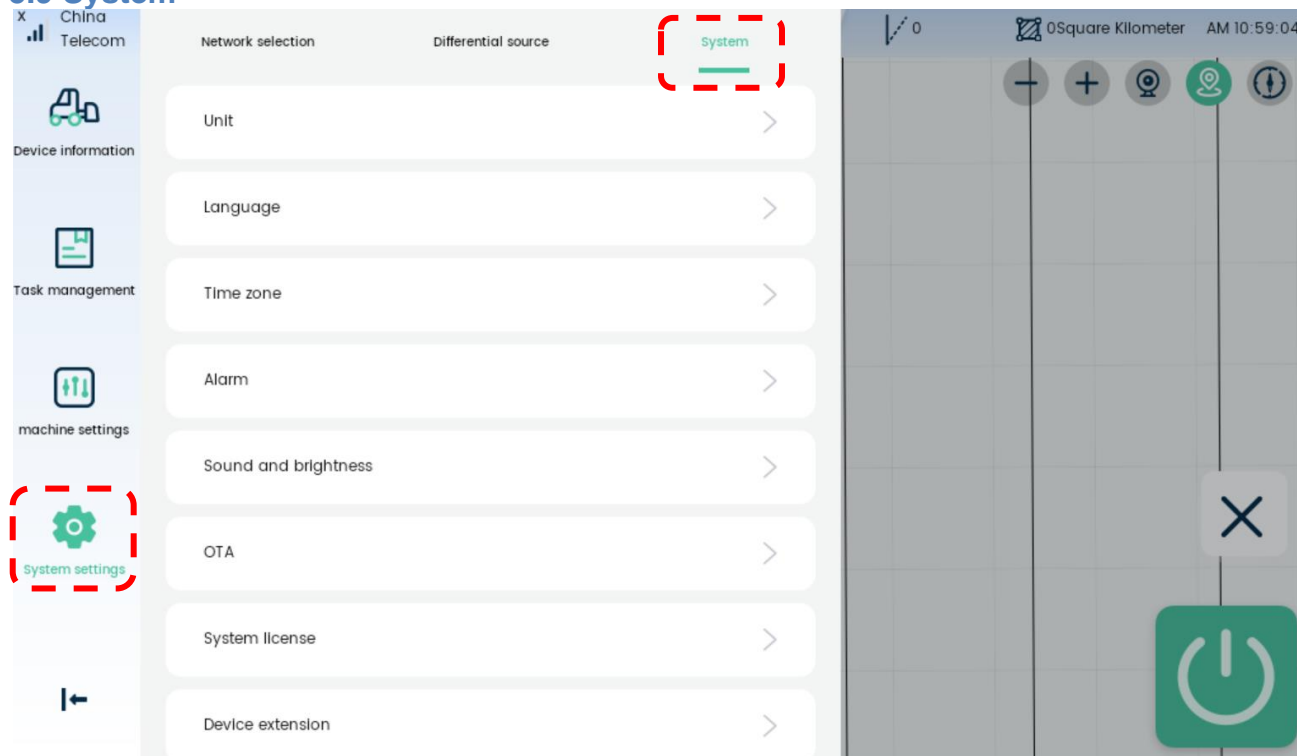 System
x China
Telecom
Network selection
Differential source
System
0
0Square Kilometer
AM 10:59:04
Device information
Task management
machine settings
System settings
Unit
Language
Time zone
Alarm
Sound and brightness
OTA
System license
Device extension